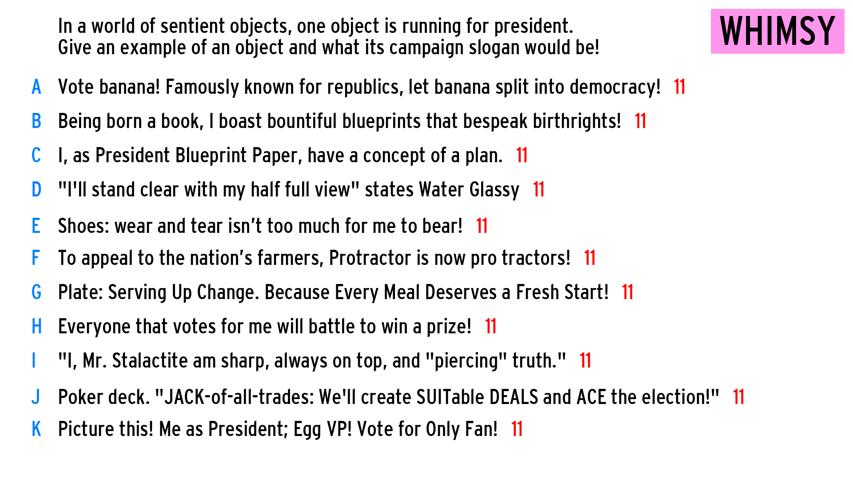 In a world of sentient objects, one object is running for president.
Give an example of an object and what its campaign slogan would be!
WHIMSY
A Vote banana! Famously known for republics, let banana split into democracy! 11
B Being born a book, I boast bountiful blueprints that bespeak birthrights! 11
C I, as President Blueprint Paper, have a concept of a plan. 11
D "I'll stand clear with my half full view" states Water Glassy 11
E Shoes: wear and tear isn’t too much for me to bear! 11
F To appeal to the nation’s farmers, Protractor is now pro tractors! 11
G Plate: Serving Up Change. Because Every Meal Deserves a Fresh Start! 11
H Everyone that votes for me will battle to win a prize! 11
I "I, Mr. Stalactite am sharp, always on top, and "piercing" truth." 11
J Poker deck. "JACK-of-all-trades: We'll create SUITable DEALS and ACE the election!" 11
K Picture this! Me as President; Egg VP! Vote for Only Fan! 11